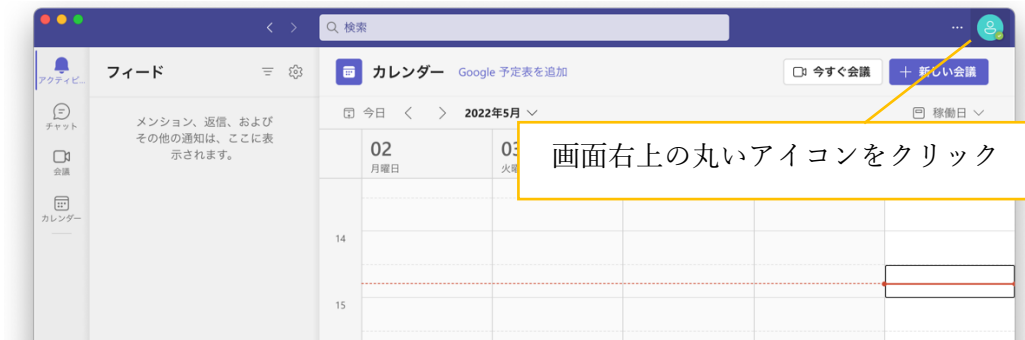 検索
アクティビ...
チャット
会議
カレンダー
フィード
メンション、返信、および
その他の通知は、ここに表
示されます。
カレンダー Google 予定表を追加
今すぐ会議
新しい会議
今日 2022年5月
稼働日
02
月曜日
03
画面右上の丸いアイコンをクリック
14
15